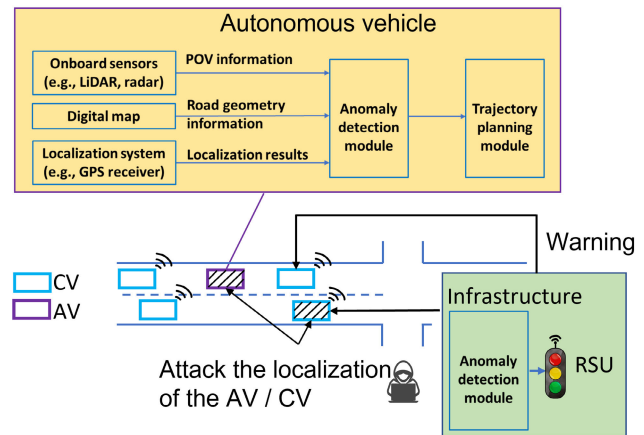 Autonomous vehicle
Onboard sensors
(e.g., LiDAR, radar)
POV information
Digital map
Road geometry
information
Localization system
(e.g., GPS receiver)
Localization results
Anomaly
detection
module
Trajectory
planning
module
CV
AV
Warning
Attack the localization
of the AV / CV
Infrastructure
Anomaly
detection
module
RSU